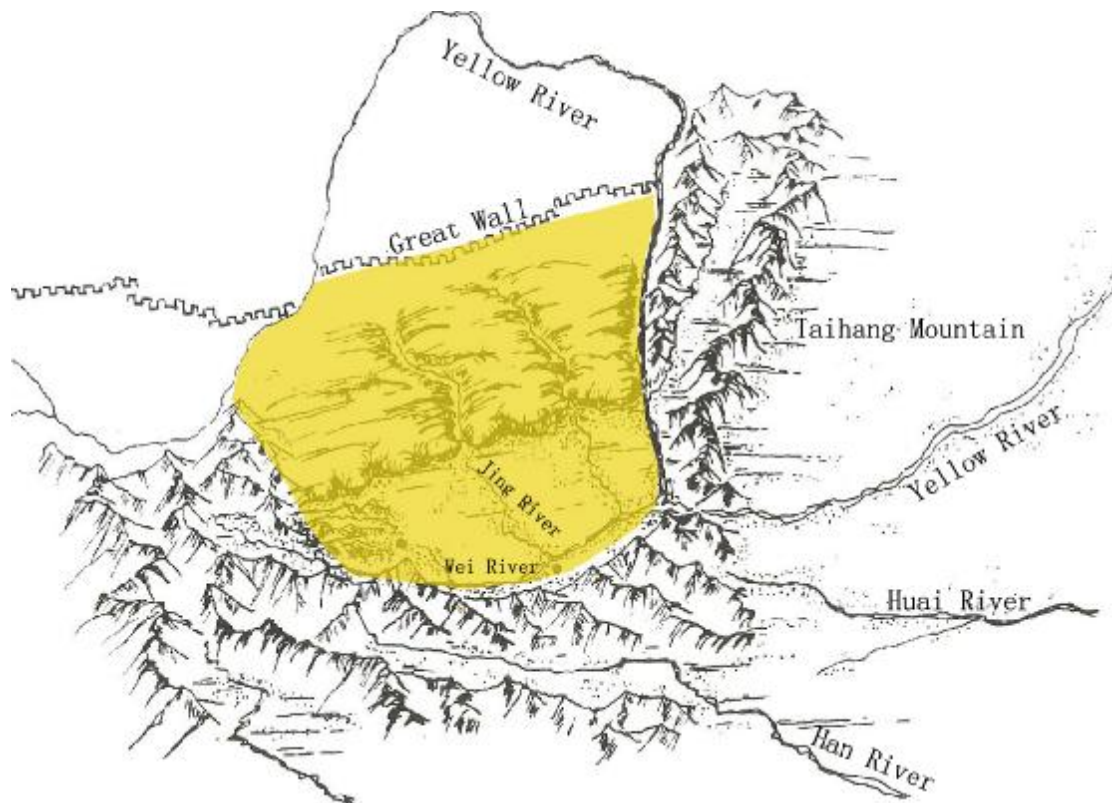 Yellow River
Great Wall
Taihang Mountain
Yellow River
Jing River
Wei River
Huai River
Han River